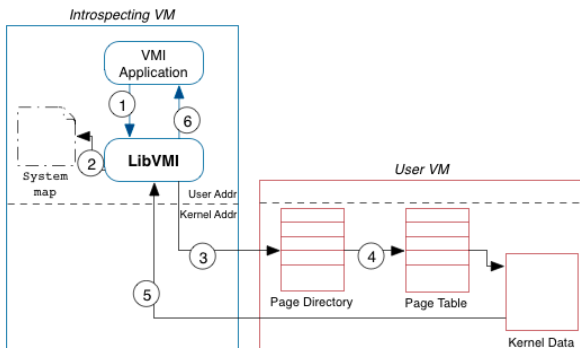 Introspecting VM
VMI
Application
1
6
LibVMI
2
System
map
User Addr
Kernel Addr
User VM
3
4
5
Page Directory
Page Table
Kernel Data